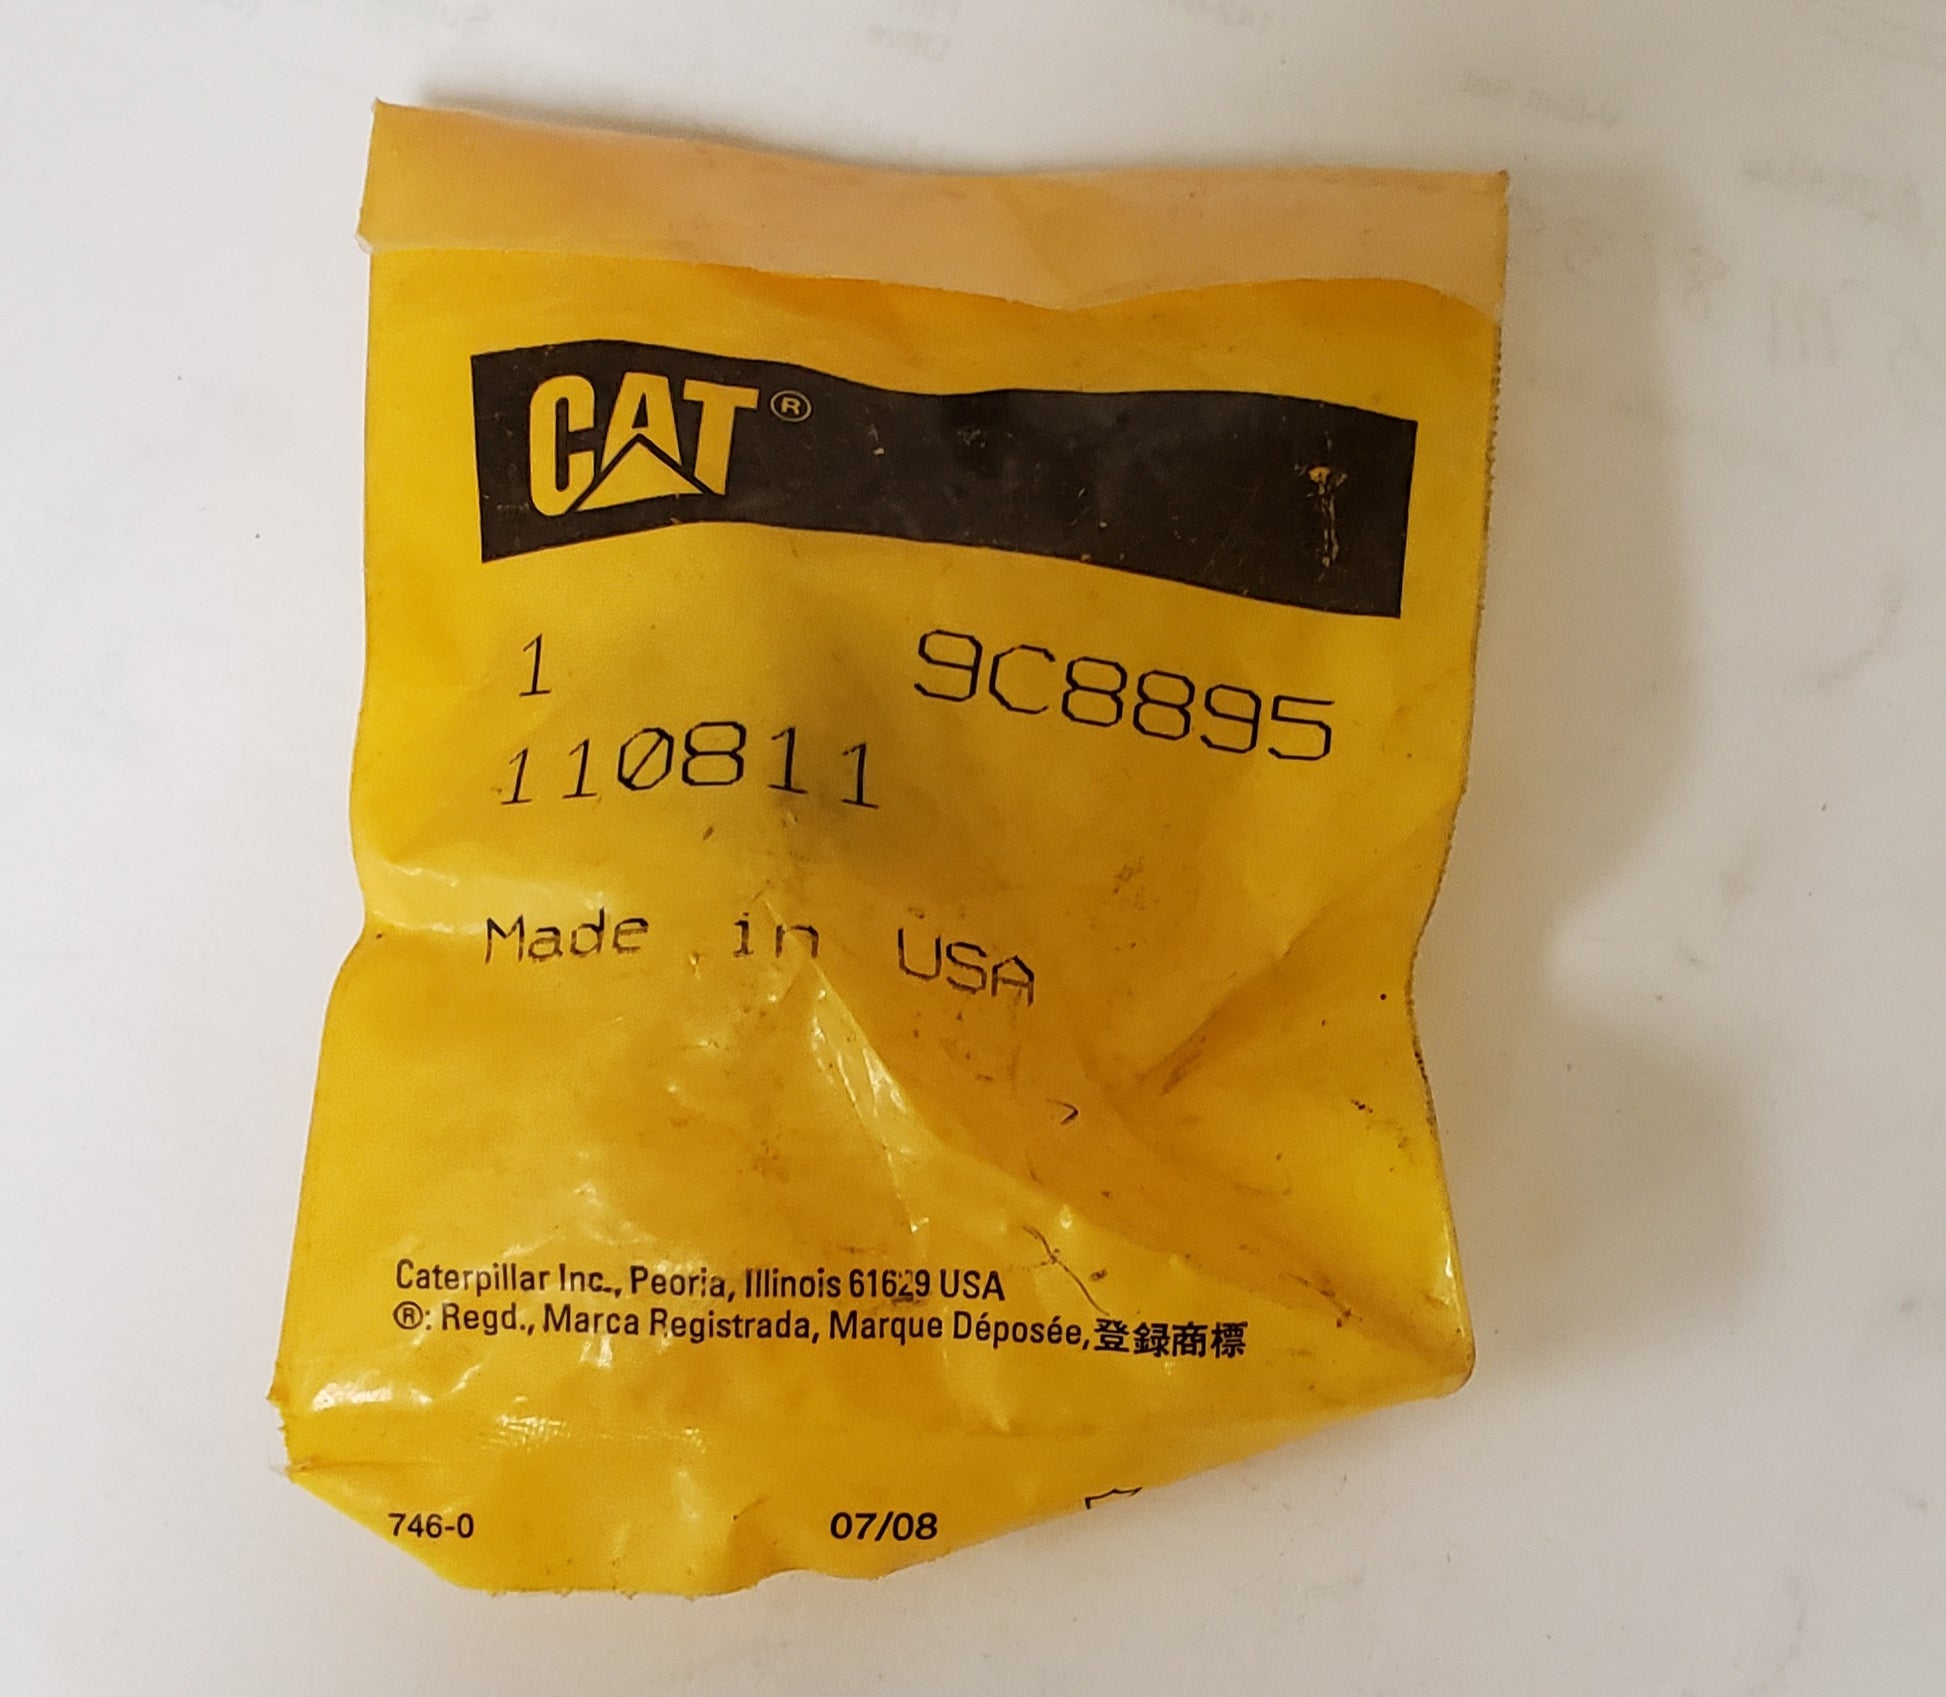 CAT®
1 9C8895
110811
Made in USA
Caterpillar Inc., Peoria, Illinois 61629 USA
®: Regd., Marca Registrada, Marque Déposée,登録商標
746-0 07/08